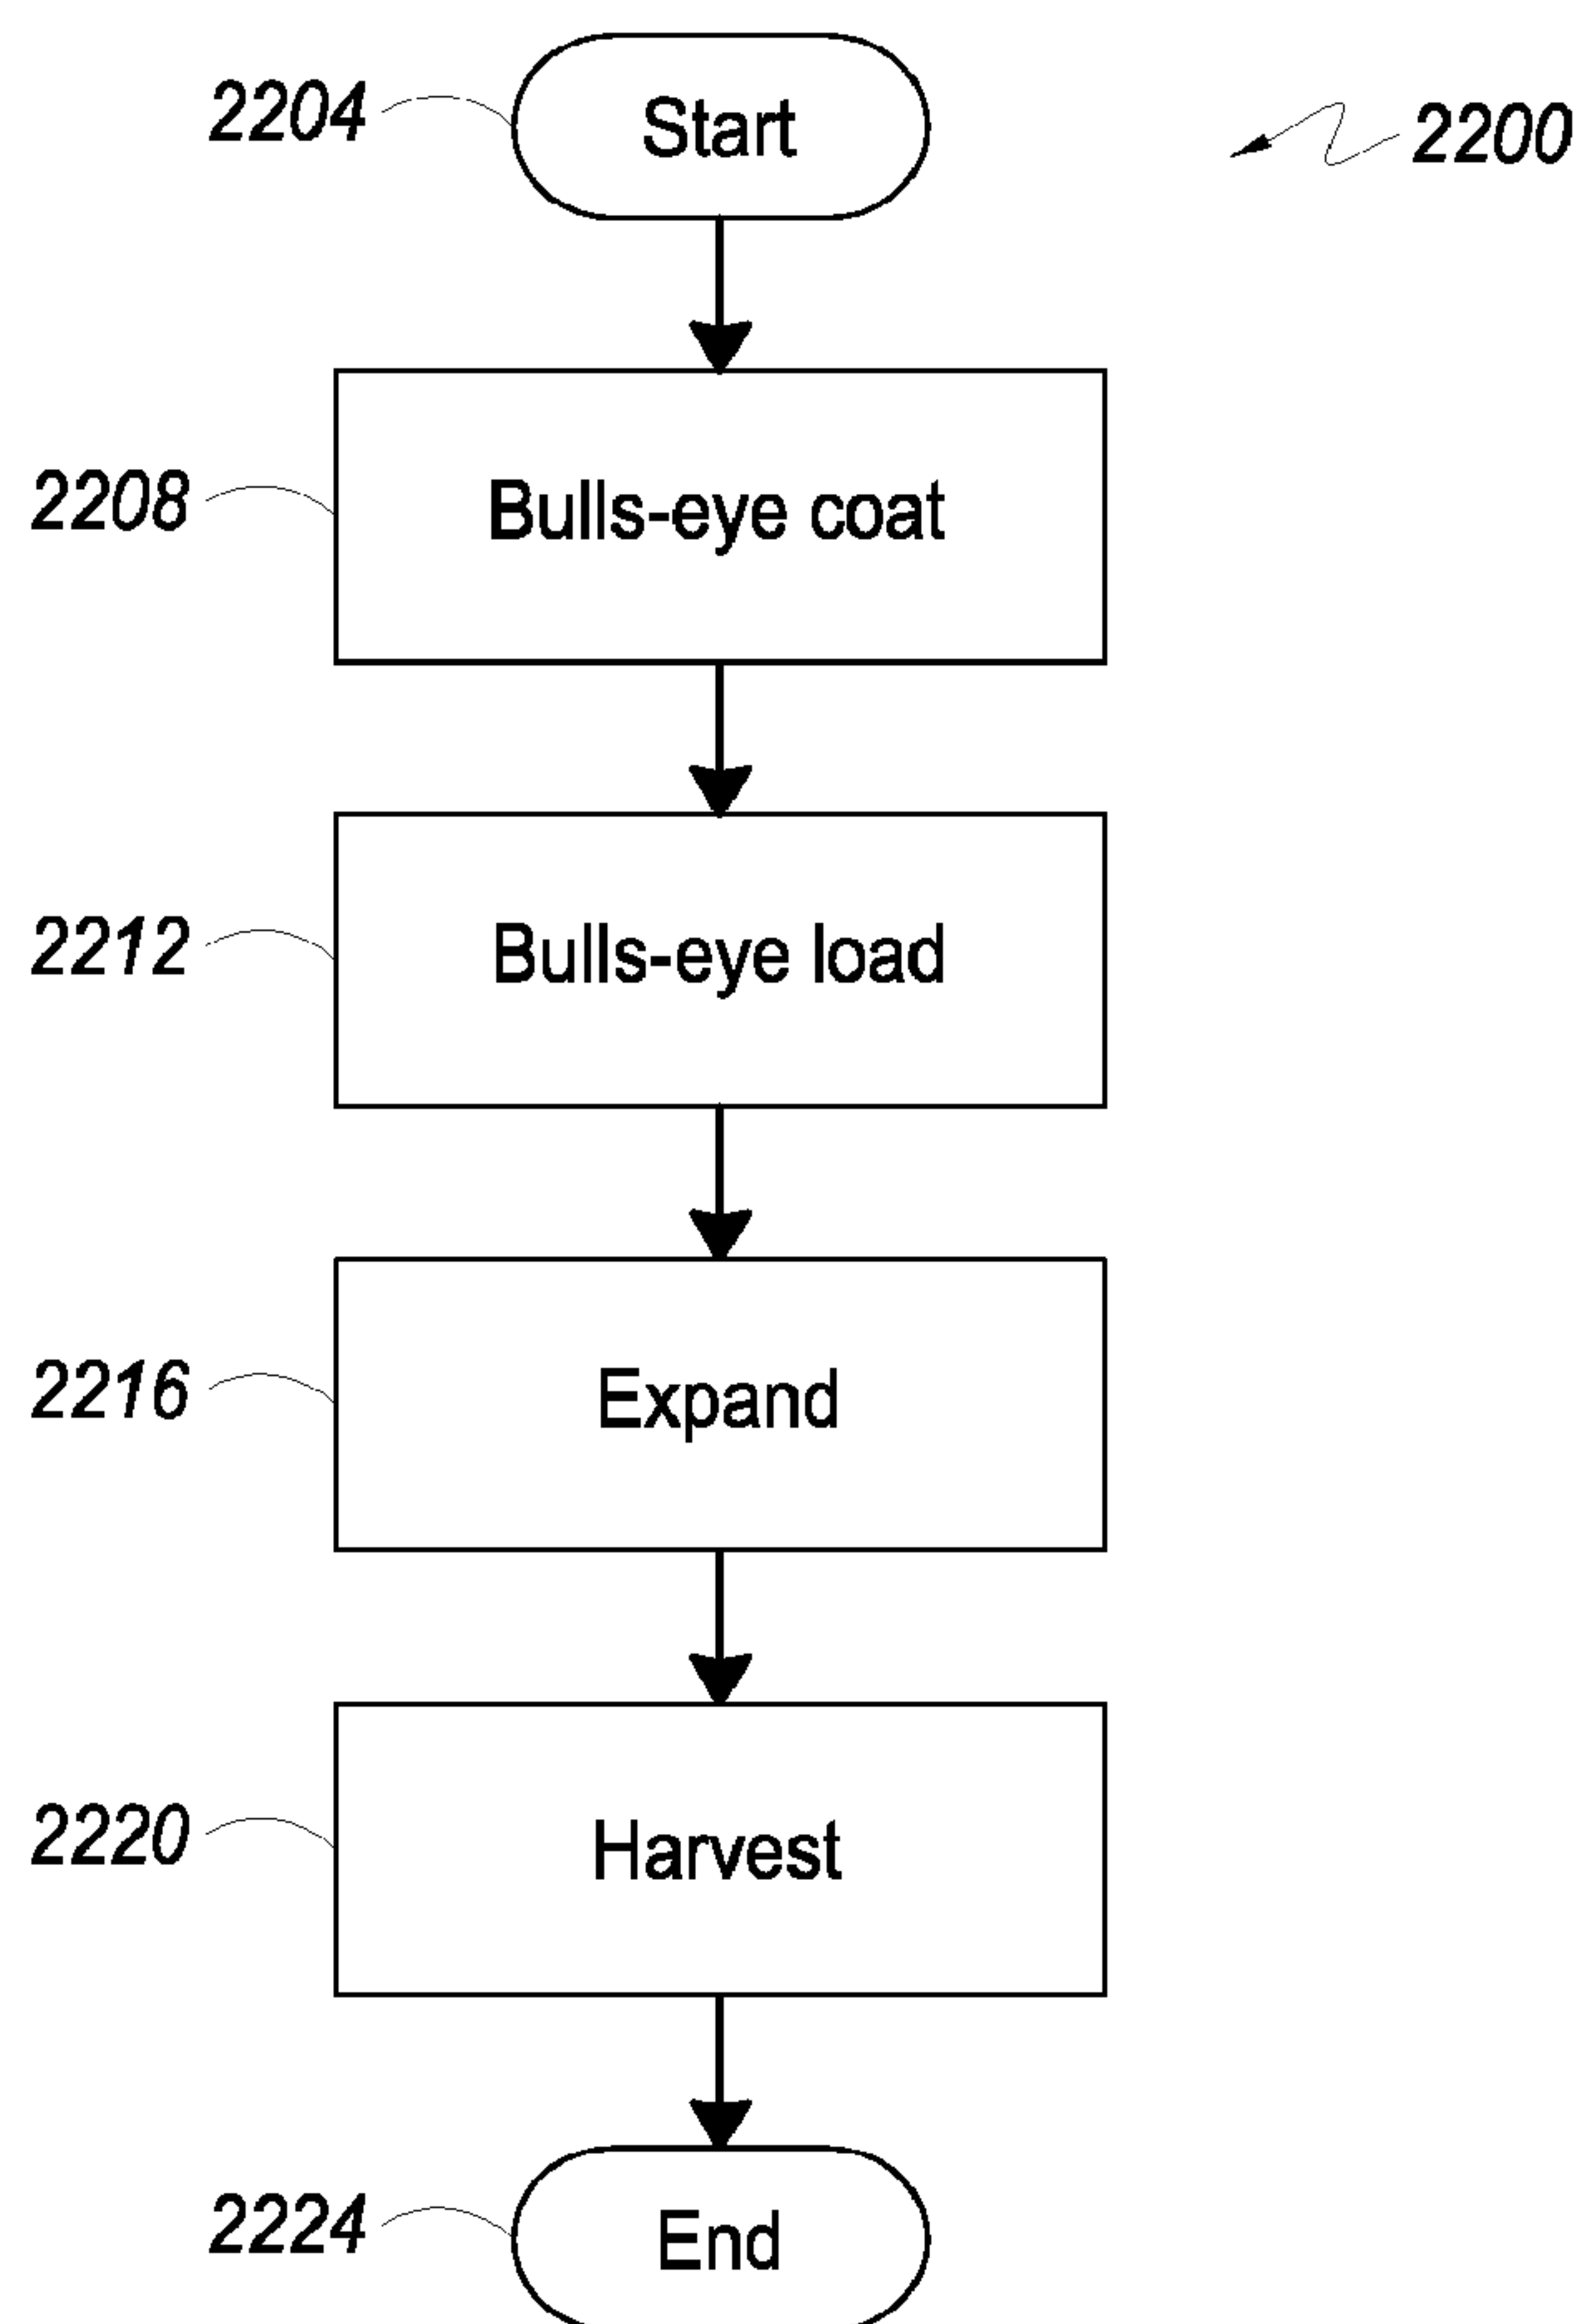 2204
Start
2200
2208
Bulls-eye coat
2212
Bulls-eye load
2216
Expand
2220
Harvest
2224
End